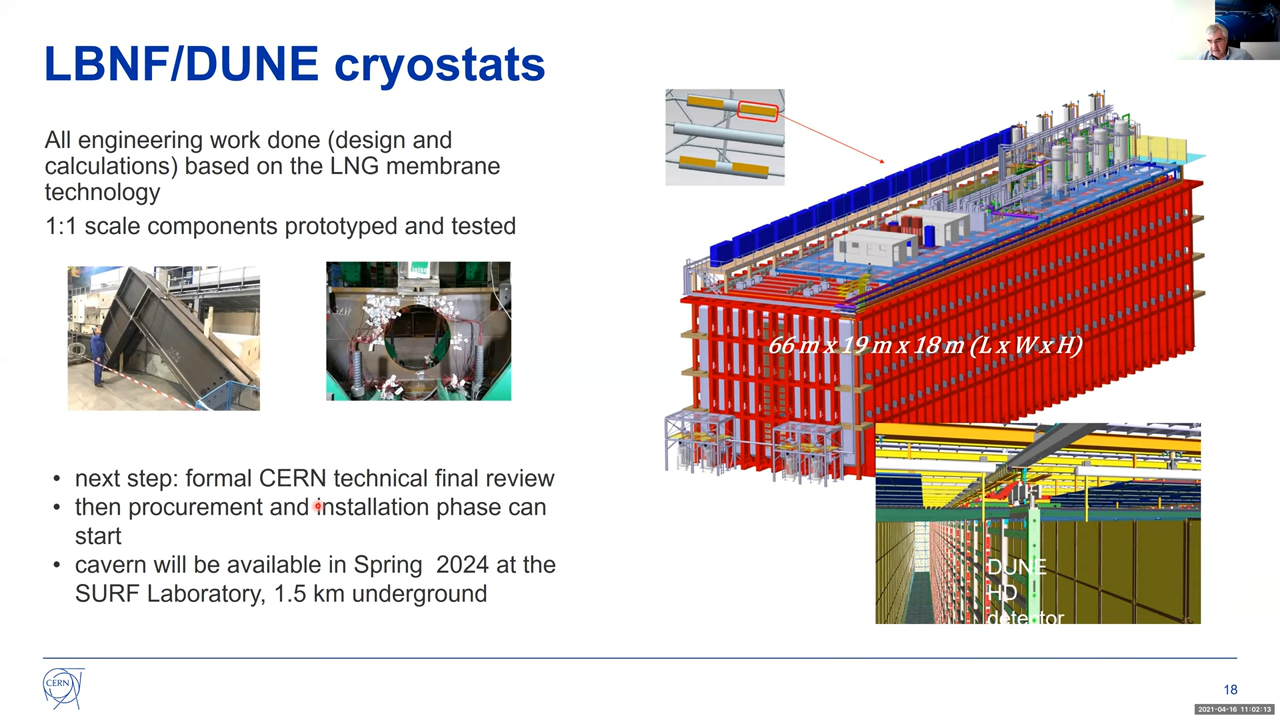 LBNF/DUNE cryostats
All engineering work done (design and
calculations) based on the LNG membrane
technology
1:1 scale components prototyped and tested
66 m x 19 m x 18 m (L x W x H)
• next step: formal CERN technical final review
• then procurement and installation phase can
start
• cavern will be available in Spring 2024 at the
SURF Laboratory, 1.5 km underground
DUNE
HD
detector
CERN
18
2021-04-16 11:02:13